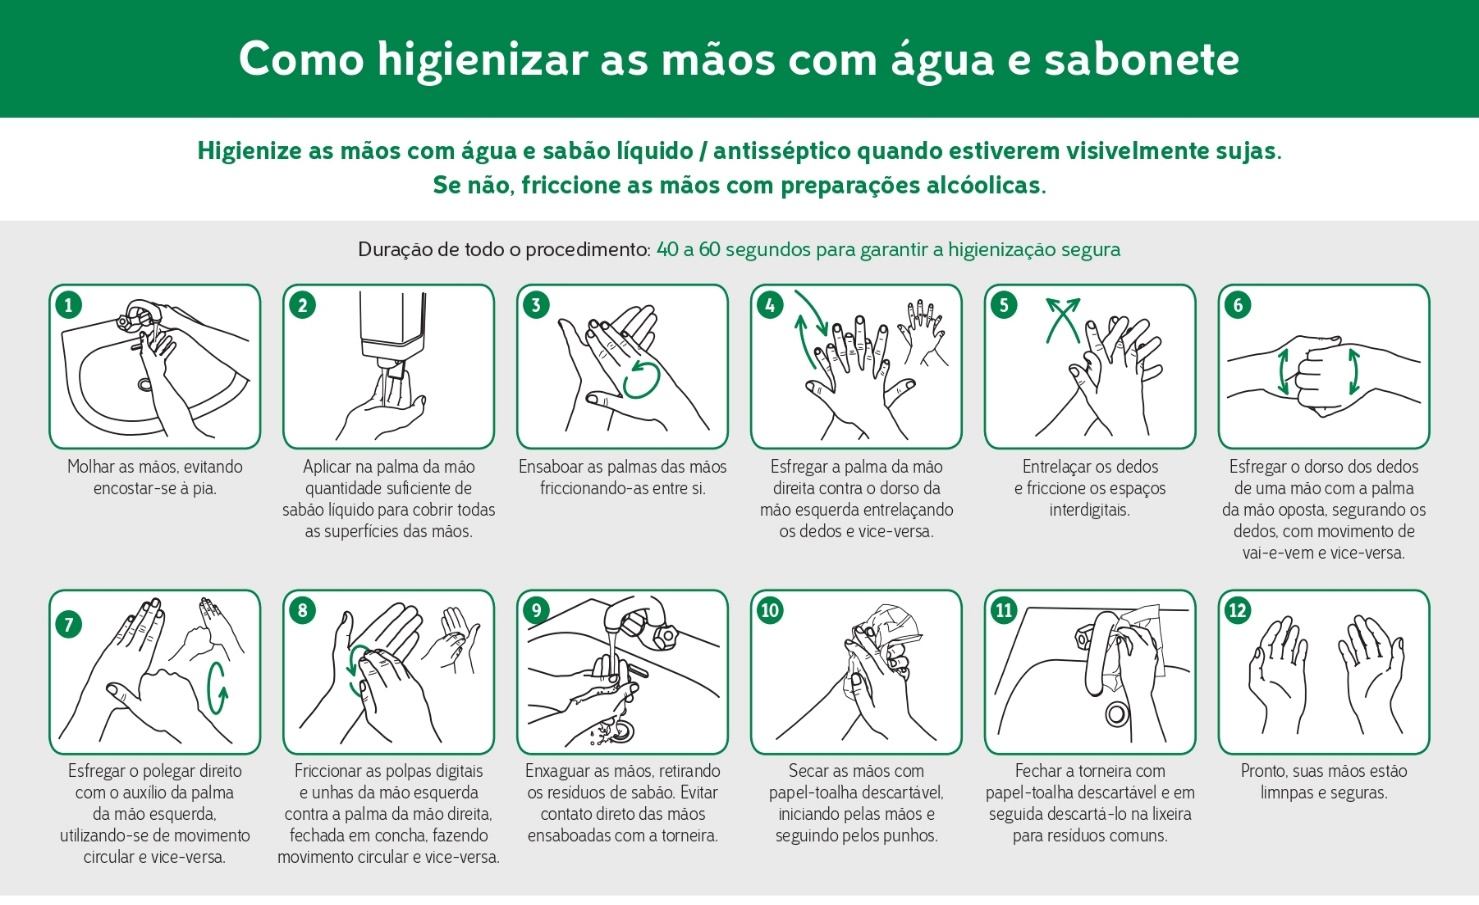 Como higienizar as mãos com água e sabonete
Higienize as mãos com água e sabão líquido / antisséptico quando estiverem visivelmente sujas.
Se não, friccione as mãos com preparações alcóolicas.
Duração de todo o procedimento: 40 a 60 segundos para garantir a higienização segura
1
Molhar as mãos, evitando
encostar-se à pia.
2
Aplicar na palma da mão
quantidade suficiente de
sabão líquido para cobrir todas
as superfícies das mãos.
3
Ensaboar as palmas das mãos
friccionando-as entre si.
4
Esfregar a palma da mão
direita contra o dorso da
mão esquerda entrelaçando
os dedos e vice-versa.
5
Entrelaçar os dedos
e friccione os espaços
interdigitais.
6
Esfregar o dorso dos dedos
de uma mão com a palma
da mão oposta, segurando os
dedos, com movimento de
vai-e-vem e vice-versa.
7
Esfregar o polegar direito
com o auxílio da palma
da mão esquerda,
utilizando-se de movimento
circular e vice-versa.
8
Friccionar as polpas digitais
e unhas da mão esquerda
contra a palma da mão direita,
fechada em concha, fazendo
movimento circular e vice-versa.
9
Enxaguar as mãos, retirando
os resíduos de sabão. Evitar
contato direto das mãos
ensaboadas com a torneira.
10
Secar as mãos com
papel-toalha descartável,
iniciando pelas mãos e
seguindo pelos punhos.
11
Fechar a torneira com
papel-toalha descartável e em
seguida descartá-lo na lixeira
para resíduos comuns.
12
Pronto, suas mãos estão
limnpas e seguras.